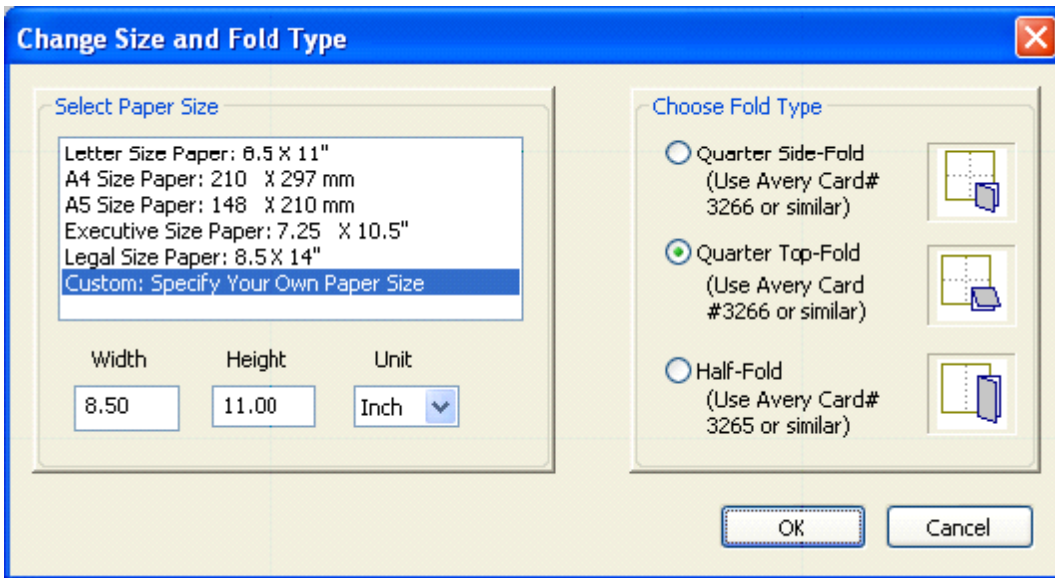 Change Size and Fold Type
Select Paper Size
Letter Size Paper: 8.5 X 11"
A4 Size Paper: 210 X 297 mm
A5 Size Paper: 148 X 210 mm
Executive Size Paper: 7.25 X 10.5"
Legal Size Paper: 8.5 X 14"
Custom: Specify Your Own Paper Size
Width Height Unit
8.50 11.00 Inch
Choose Fold Type
Quarter Side-Fold
(Use Avery Card#
3266 or similar)
Quarter Top-Fold
(Use Avery Card
#3266 or similar)
Half-Fold
(Use Avery Card#
3265 or similar)
OK Cancel